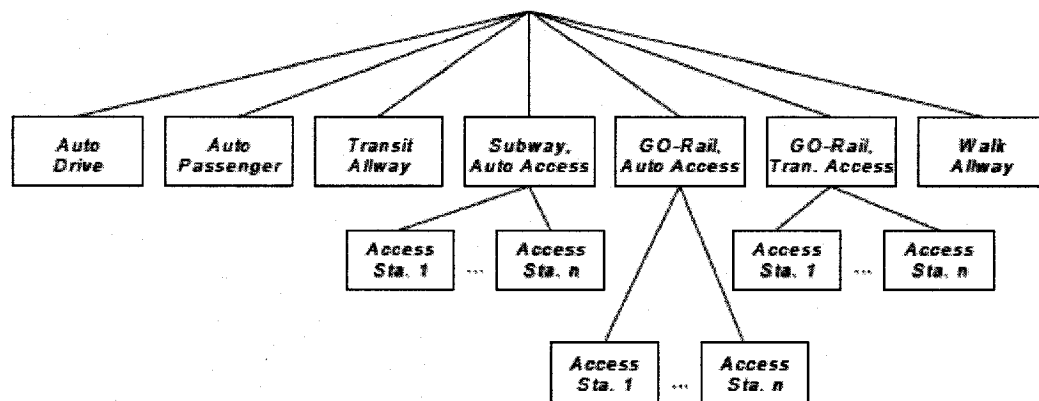 Auto
Drive
Auto
Passenger
Transit
Allway
Subway,
Auto Access
GO-Rail,
Auto Access
GO-Rail,
Tran. Access
Walk
Allway
Access
Sta. 1
...
Access
Sta. n
Access
Sta. 1
...
Access
Sta. n
Access
Sta. 1
...
Access
Sta. n